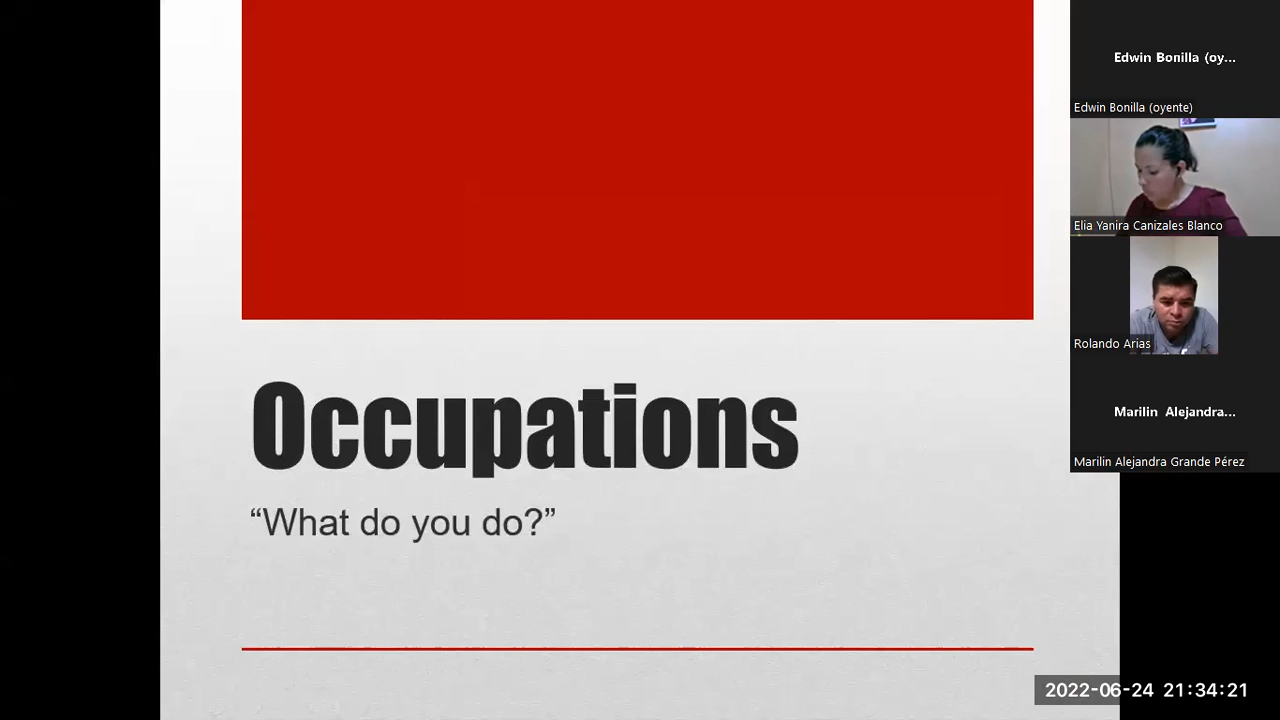 Occupations
“What do you do?”
Edwin Bonilla (oy...
Edwin Bonilla (oyente)
Elia Yanira Canizales Blanco
Rolando Arias
Marilin Alejandra...
Marilin Alejandra Grande Pérez
2022-06-24 21:34:21